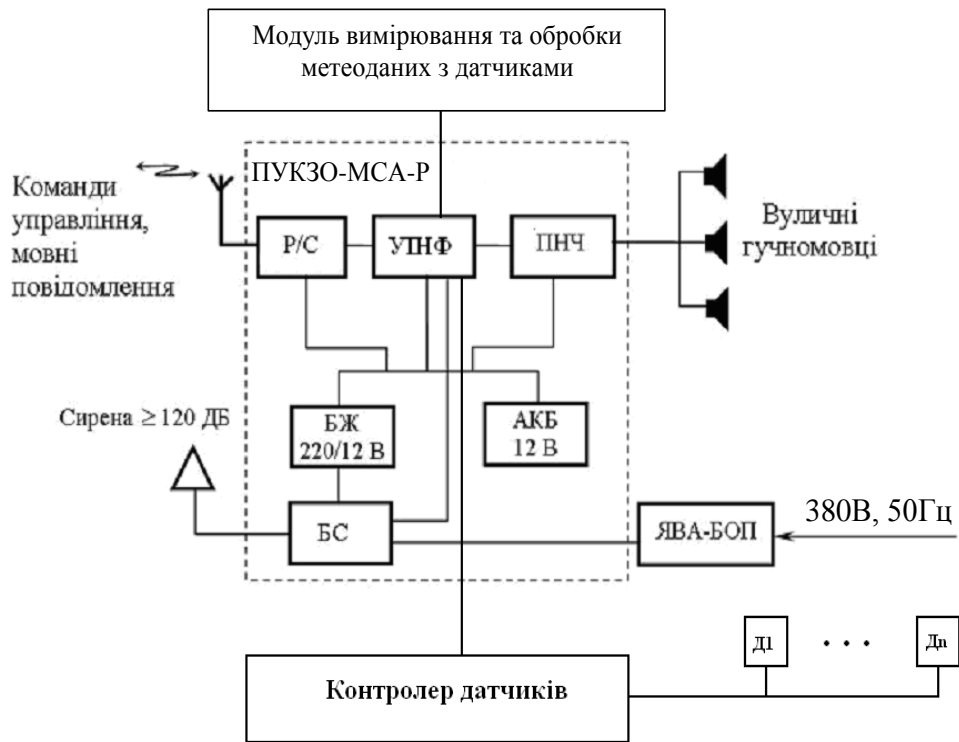 Модуль вимірювання та обробки
метеоданих з датчиками
ПУКЗО-МСА-Р
Команди
управління,
мовні
повідомлення
Р/С
УПНФ
ПНЧ
Вуличні
гучномовці
Сирена ≥ 120 ДБ
БЖ
220/12 В
АКБ
12 В
БС
ЯВА-БОП
380В, 50Гц
Д1
• • •
Дn
Контролер датчиків